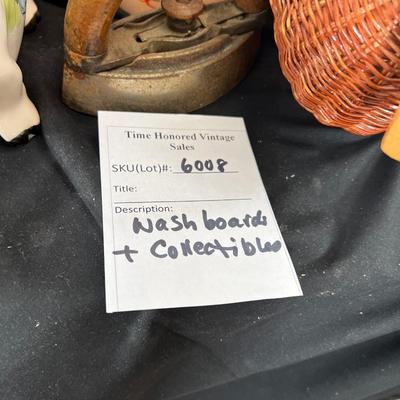 Time Honored Vintage
Sales
SKU(Lot)#: 6008
Title:
Description:
Washboards
+ Collectibles